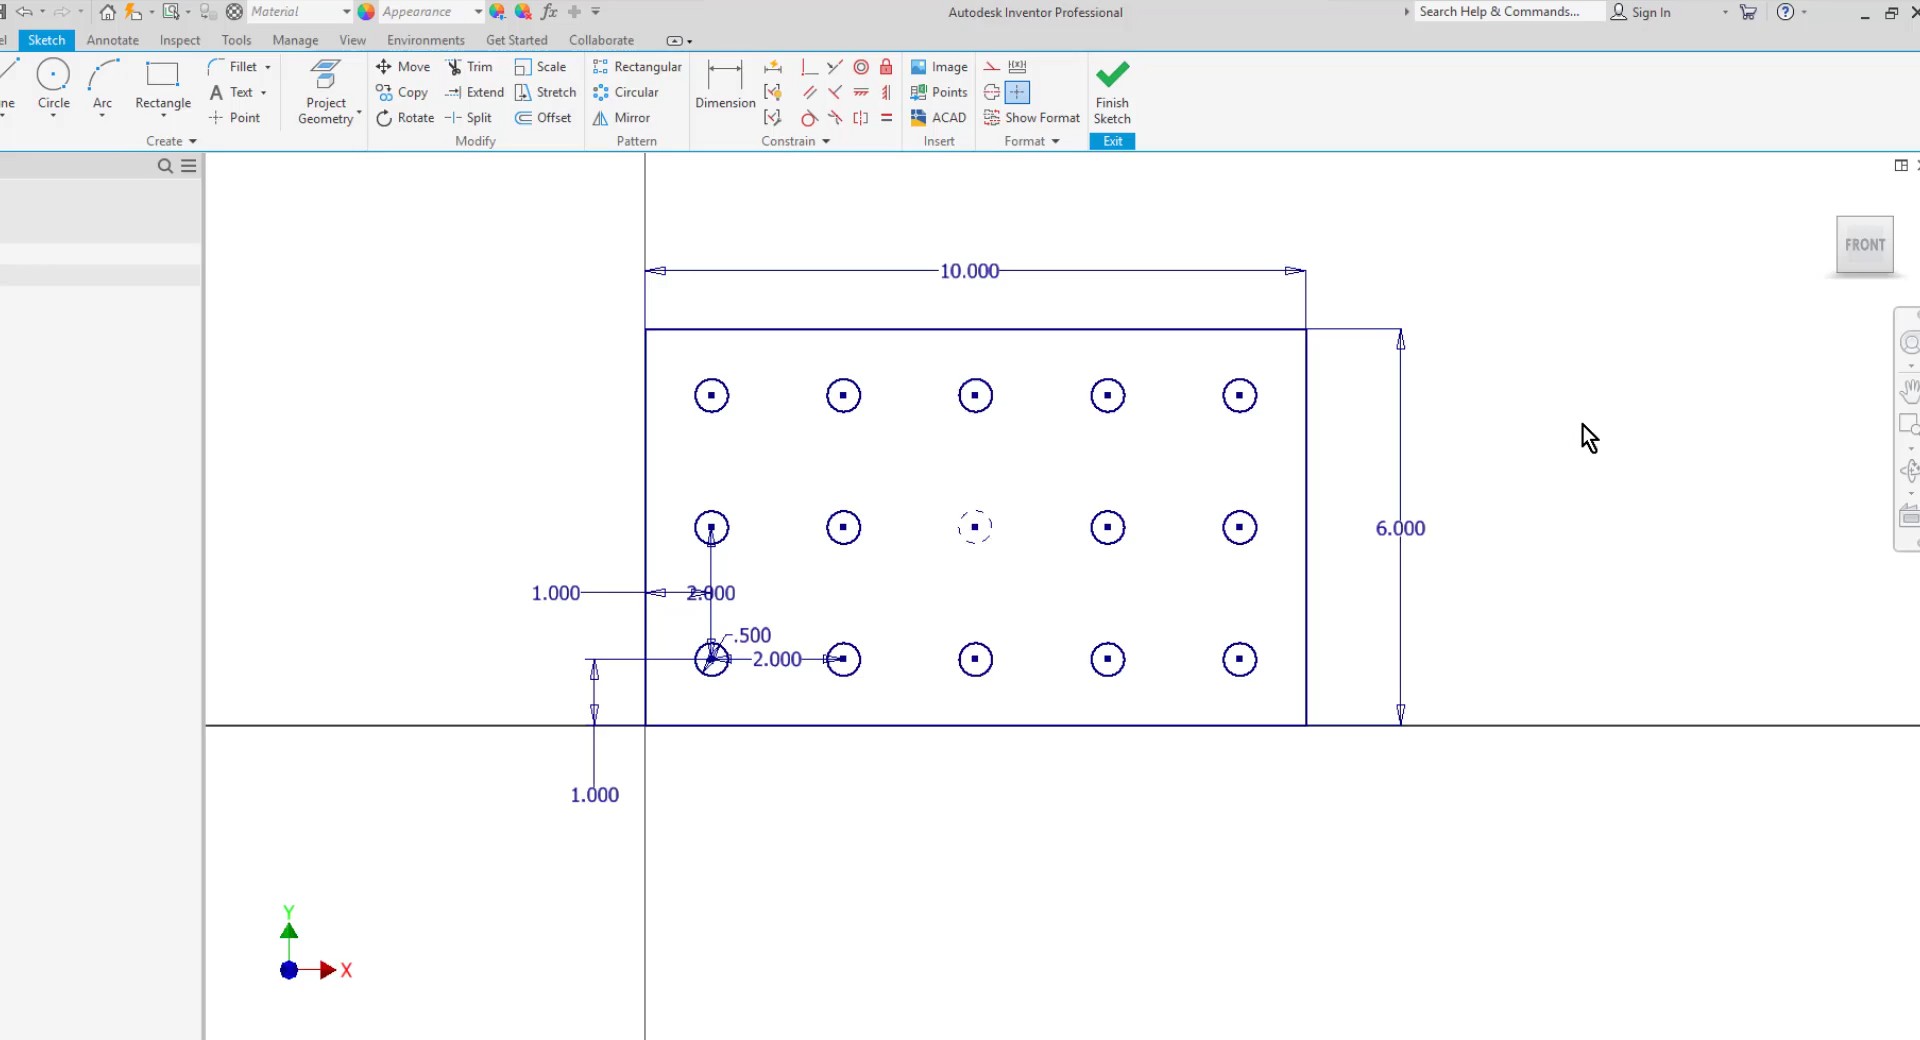 Material
Appearance
fx
Autodesk Inventor Professional
Search Help & Commands...
Sign In
Sketch
Annotate
Inspect
Tools
Manage
View
Environments
Get Started
Collaborate
Circle
Arc
Rectangle
Fillet
A Text
Point
Create
Project
Geometry
Move
Copy
Rotate
Trim
Extend
Split
Scale
Stretch
Offset
Modify
Rectangular
Circular
Mirror
Pattern
Dimension
Constrain
Image
Points
ACAD
Insert
Show Format
Format
Finish
Sketch
Exit
FRONT
10.000
6.000
1.000
2.000
.500
2.000
1.000
Y
X